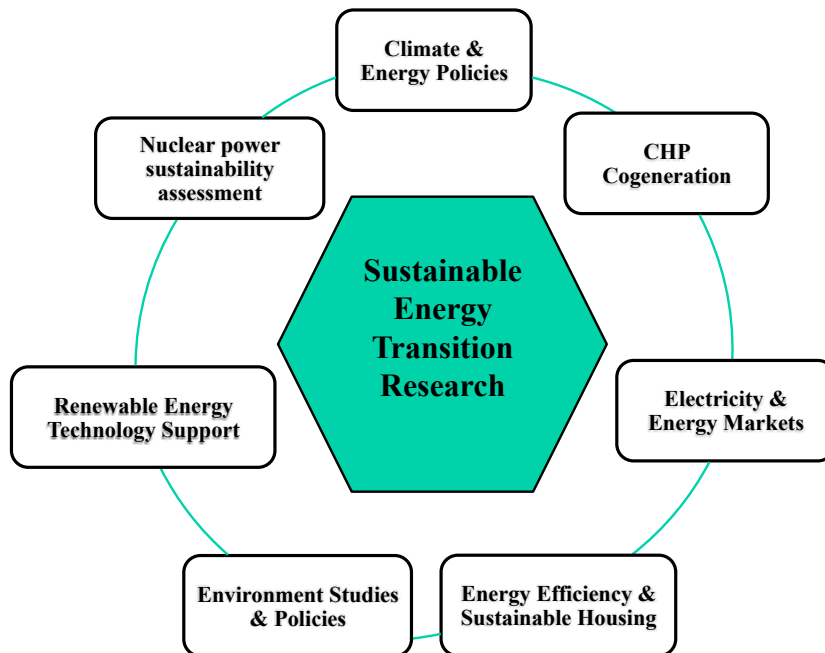 Climate &
Energy Policies
CHP
Cogeneration
Electricity &
Energy Markets
Energy Efficiency &
Sustainable Housing
Environment Studies
& Policies
Renewable Energy
Technology Support
Nuclear power
sustainability
assessment
Sustainable
Energy
Transition
Research